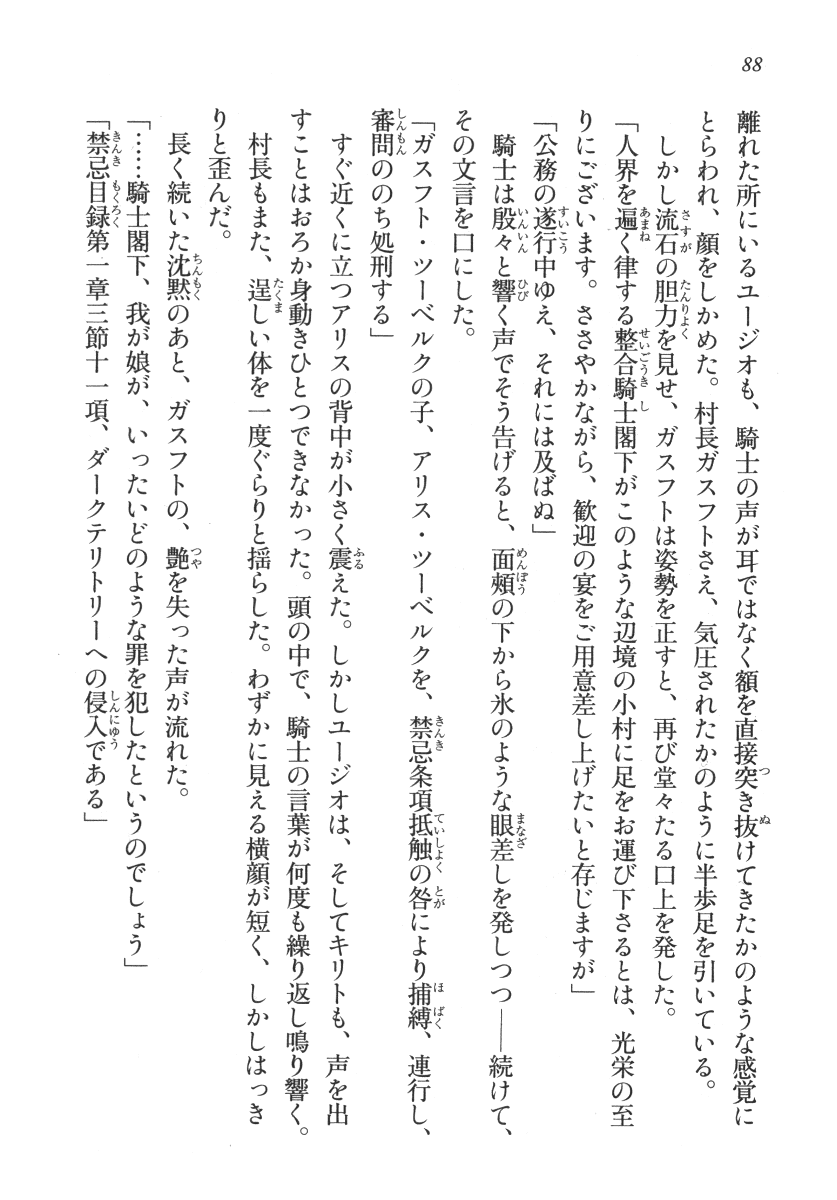 88
離れた所にいるユージオも、騎士の声が耳ではなく額を直接突き抜けてきたかのような感覚に
とらわれ、顔をしかめた。村長ガスフトさえ、気圧されたかのように半歩足を引いている。
しかし流石の胆力を見せ、ガスフトは姿勢を正すと、再び堂々たる口上を発した。
「人界を遍く律する整合騎士閣下がこのような辺境の小村に足をお運び下さるとは、光栄の至
りにございます。ささやかながら、歓迎の宴をご用意差し上げたいと存じますが」
「公務の遂行中ゆえ、それには及ばぬ」
騎士は殷々と響く声でそう告げると、面頰の下から氷のような眼差しを発しつつ――続けて、
その文言を口にした。
「ガスフト・ツーベルクの子、アリス・ツーベルクを、禁忌条項抵触の咎により捕縛、連行し、
審問ののち処刑する」
すぐ近くに立つアリスの背中が小さく震えた。しかしユージオは、そしてキリトも、声を出
すことはおろか身動きひとつできなかった。頭の中で、騎士の言葉が何度も繰り返し鳴り響く。
村長もまた、逞しい体を一度ぐらりと揺らした。わずかに見える横顔が短く、しかしはっき
りと歪んだ。
長く続いた沈黙のあと、ガスフトの、艶を失った声が流れた。
「……騎士閣下、我が娘が、いったいどのような罪を犯したというのでしょう」
「禁忌目録第一章三節十一項、ダークテリトリーへの侵入である」